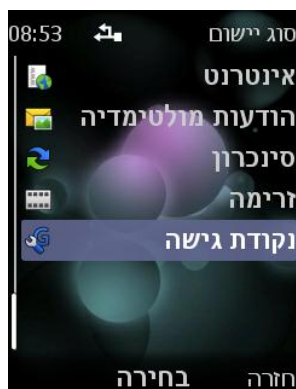 סוג יישום 08:53
אינטרנט
הודעות מולטימדיה
סינכרון
זרימה
נקודת גישה
בחירה חזרה